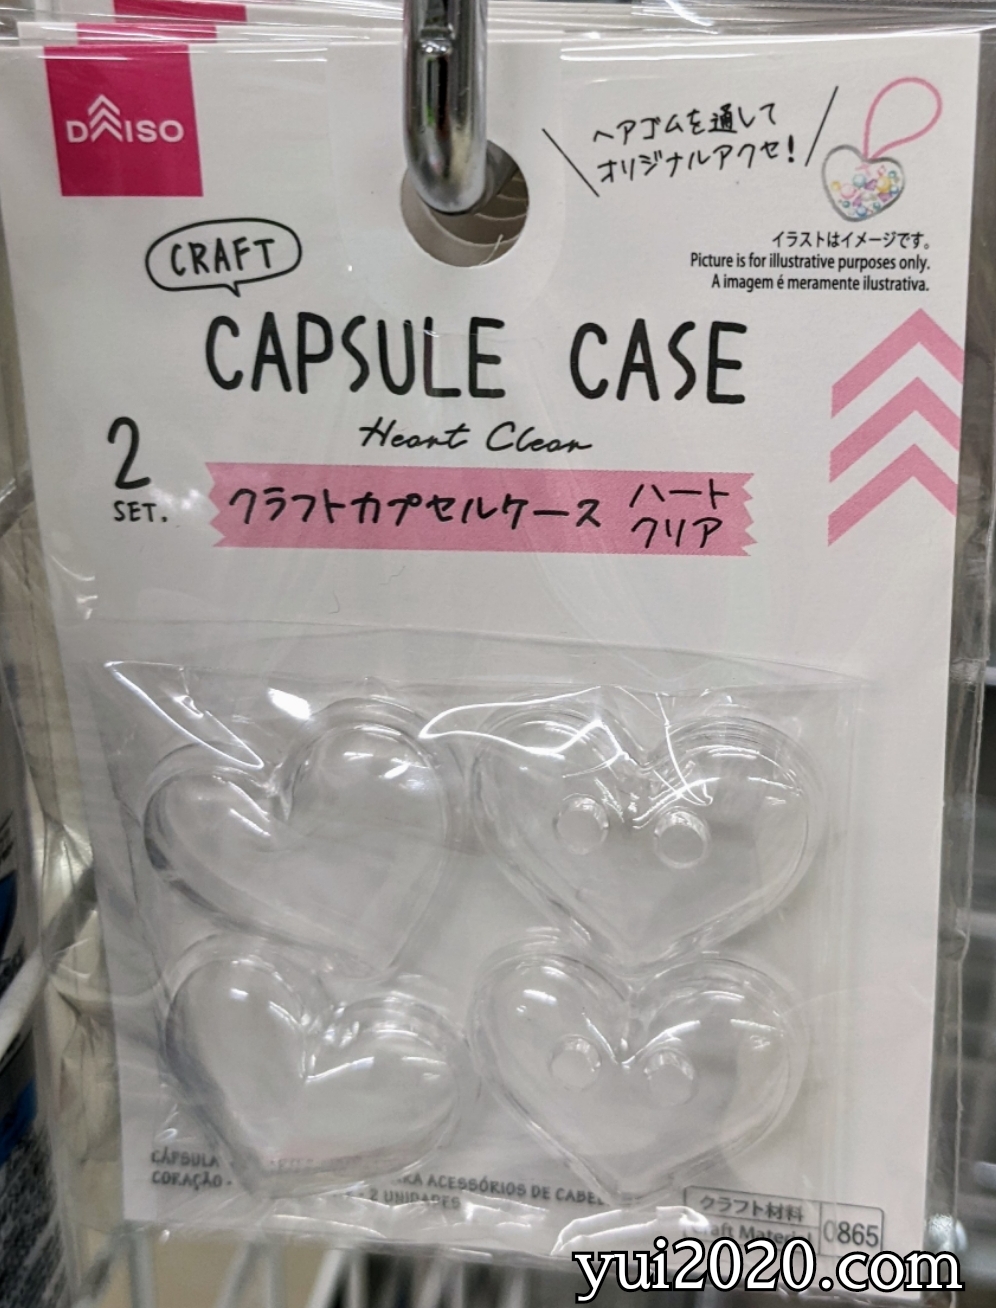 DAISO
ヘアゴムを通して
オリジナルアクセ!
イラストはイメージです。
Picture is for illustrative purposes only.
A imagem é meramente ilustrativa.
CRAFT
CAPSULE CASE
Heart Clear
2
SET.
クラフトカプセルケース
ハート
クリア
CÁPSULA
ACESSÓRIOS DE
CORAÇÃO -
2 UNIDADES
クラフト材料
0865
yui2020.com